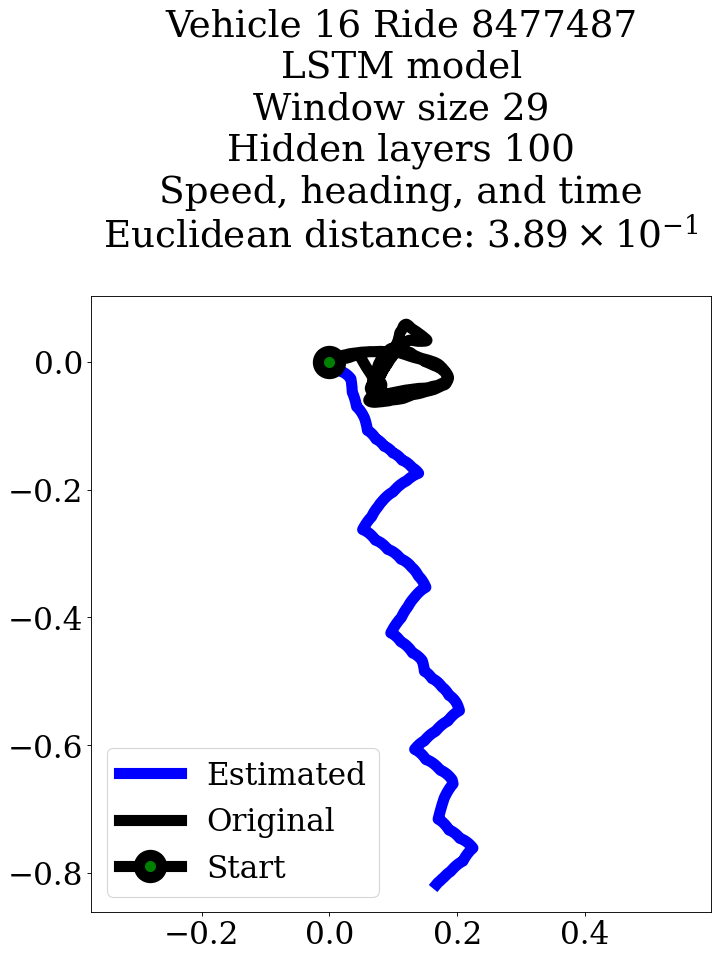 Vehicle 16 Ride 8477487
LSTM model
Window size 29
Hidden layers 100
Speed, heading, and time
Euclidean distance: 3.89 × 10⁻¹
0.0
−0.2
−0.4
−0.6
−0.8
Estimated
Original
Start
−0.2 0.0 0.2 0.4